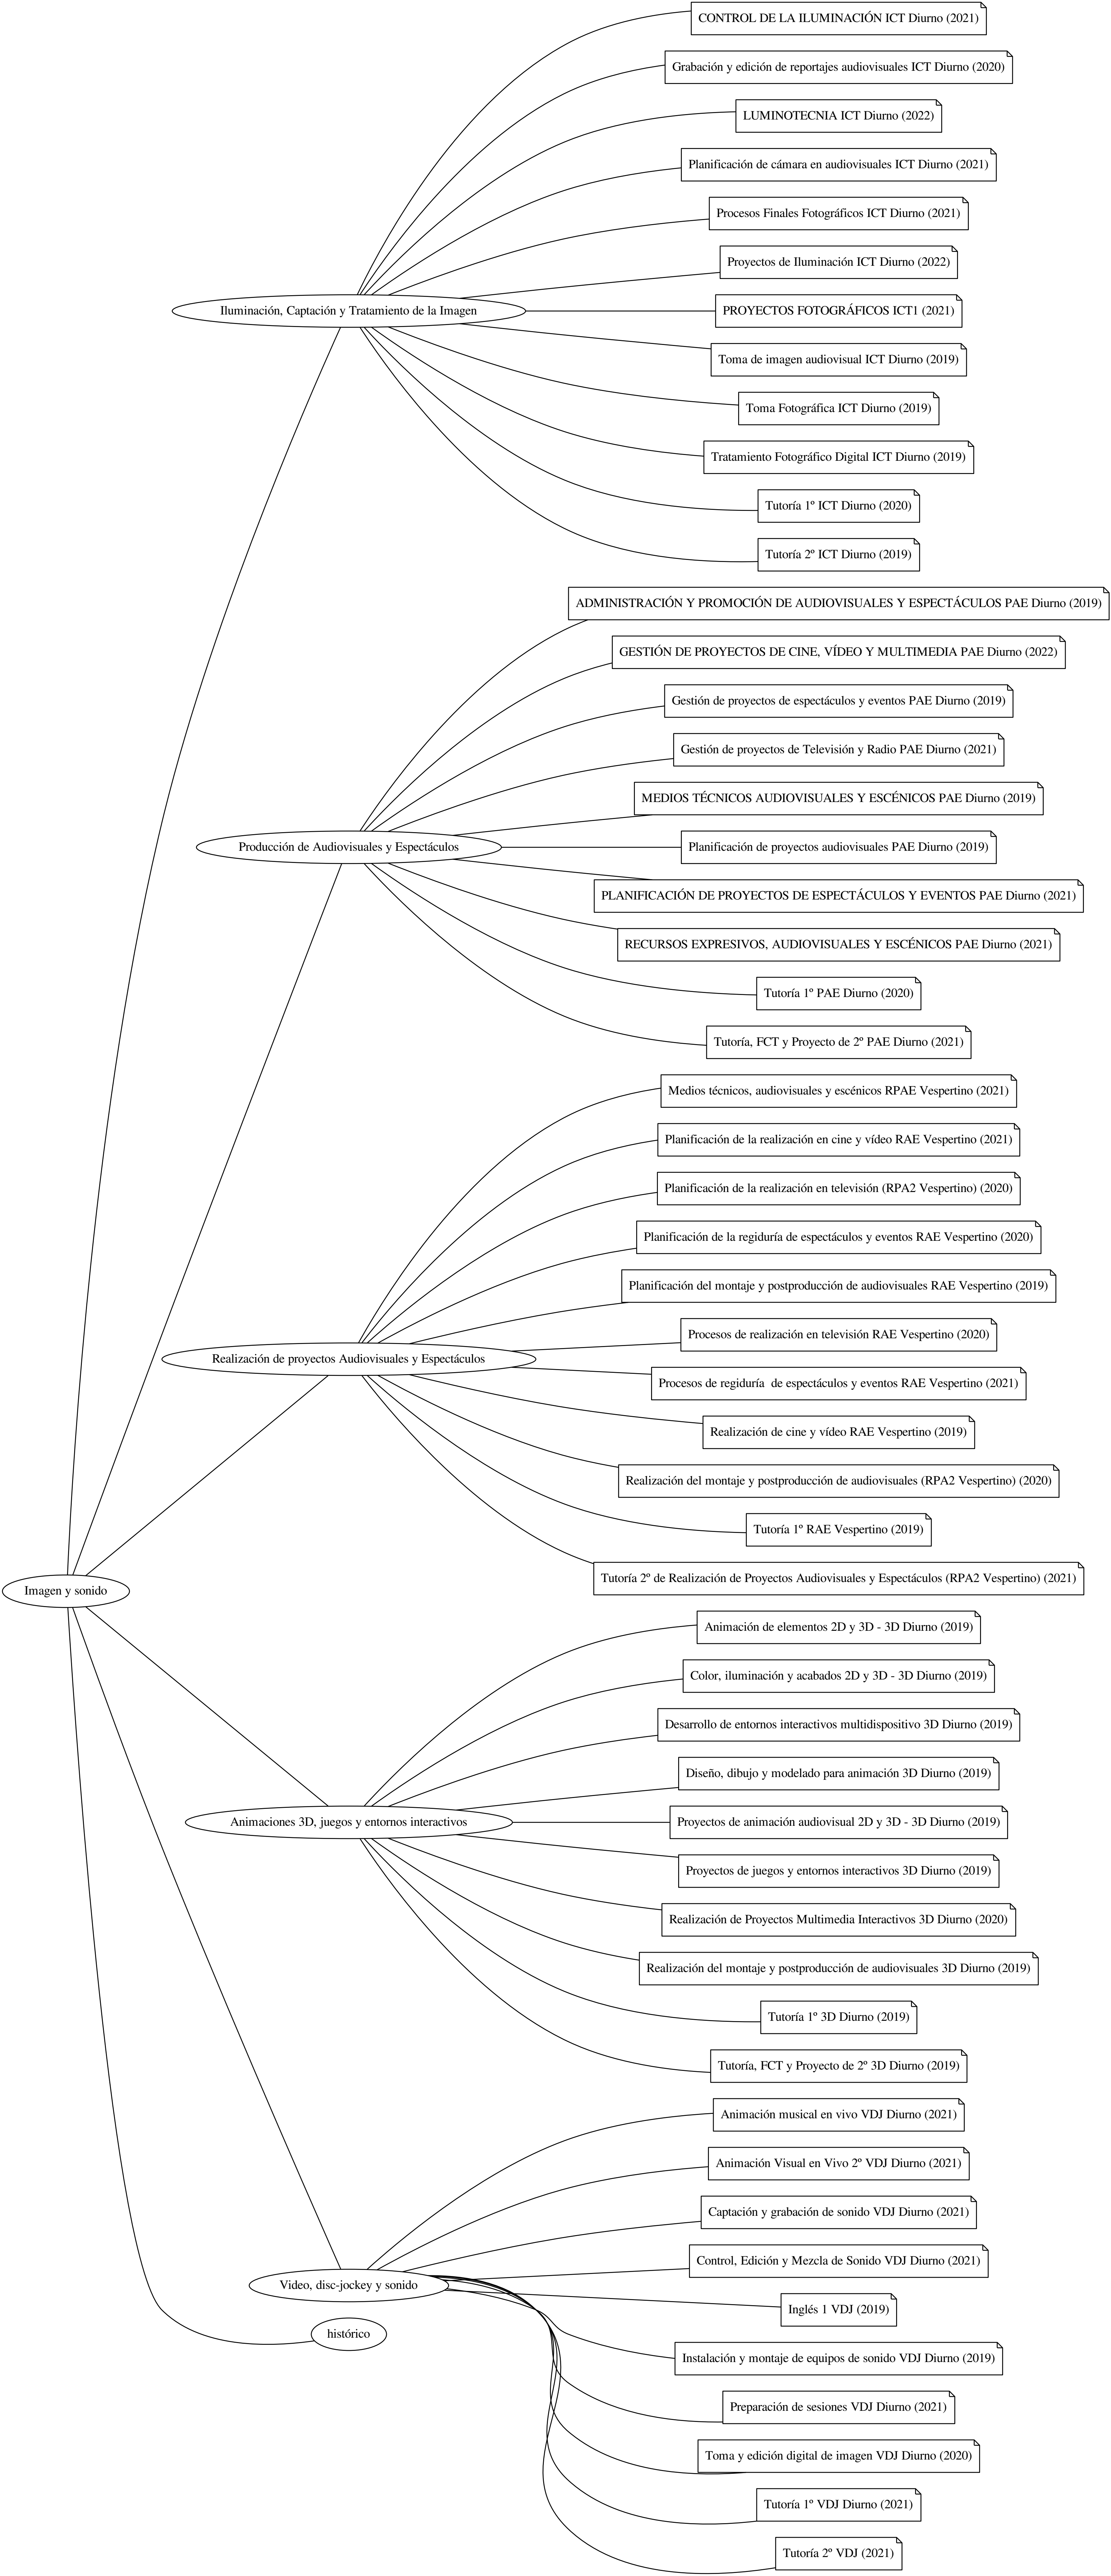 CONTROL DE LA ILUMINACIÓN ICT Diurno (2021)
Grabación y edición de reportajes audiovisuales ICT Diurno (2020)
LUMINOTECNIA ICT Diurno (2022)
Planificación de cámara en audiovisuales ICT Diurno (2021)
Procesos Finales Fotográficos ICT Diurno (2021)
Proyectos de Iluminación ICT Diurno (2022)
Iluminación, Captación y Tratamiento de la Imagen
PROYECTOS FOTOGRÁFICOS ICT1 (2021)
Toma de imagen audiovisual ICT Diurno (2019)
Toma Fotográfica ICT Diurno (2019)
Tratamiento Fotográfico Digital ICT Diurno (2019)
Tutoría 1º ICT Diurno (2020)
Tutoría 2º ICT Diurno (2019)
ADMINISTRACIÓN Y PROMOCIÓN DE AUDIOVISUALES Y ESPECTÁCULOS PAE Diurno (2019)
GESTIÓN DE PROYECTOS DE CINE, VÍDEO Y MULTIMEDIA PAE Diurno (2022)
Gestión de proyectos de espectáculos y eventos PAE Diurno (2019)
Gestión de proyectos de Televisión y Radio PAE Diurno (2021)
MEDIOS TÉCNICOS AUDIOVISUALES Y ESCÉNICOS PAE Diurno (2019)
Producción de Audiovisuales y Espectáculos
Planificación de proyectos audiovisuales PAE Diurno (2019)
PLANIFICACIÓN DE PROYECTOS DE ESPECTÁCULOS Y EVENTOS PAE Diurno (2021)
RECURSOS EXPRESIVOS, AUDIOVISUALES Y ESCÉNICOS PAE Diurno (2021)
Tutoría 1º PAE Diurno (2020)
Tutoría, FCT y Proyecto de 2º PAE Diurno (2021)
Medios técnicos, audiovisuales y escénicos RPAE Vespertino (2021)
Planificación de la realización en cine y vídeo RAE Vespertino (2021)
Planificación de la realización en televisión (RPA2 Vespertino) (2020)
Planificación de la regiduría de espectáculos y eventos RAE Vespertino (2020)
Planificación del montaje y postproducción de audiovisuales RAE Vespertino (2019)
Procesos de realización en televisión RAE Vespertino (2020)
Realización de proyectos Audiovisuales y Espectáculos
Procesos de regiduría  de espectáculos y eventos RAE Vespertino (2021)
Realización de cine y vídeo RAE Vespertino (2019)
Realización del montaje y postproducción de audiovisuales (RPA2 Vespertino) (2020)
Tutoría 1º RAE Vespertino (2019)
Tutoría 2º de Realización de Proyectos Audiovisuales y Espectáculos (RPA2 Vespertino) (2021)
Imagen y sonido
Animación de elementos 2D y 3D - 3D Diurno (2019)
Color, iluminación y acabados 2D y 3D - 3D Diurno (2019)
Desarrollo de entornos interactivos multidispositivo 3D Diurno (2019)
Diseño, dibujo y modelado para animación 3D Diurno (2019)
Animaciones 3D, juegos y entornos interactivos
Proyectos de animación audiovisual 2D y 3D - 3D Diurno (2019)
Proyectos de juegos y entornos interactivos 3D Diurno (2019)
Realización de Proyectos Multimedia Interactivos 3D Diurno (2020)
Realización del montaje y postproducción de audiovisuales 3D Diurno (2019)
Tutoría 1º 3D Diurno (2019)
Tutoría, FCT y Proyecto de 2º 3D Diurno (2019)
Animación musical en vivo VDJ Diurno (2021)
Animación Visual en Vivo 2º VDJ Diurno (2021)
Captación y grabación de sonido VDJ Diurno (2021)
Control, Edición y Mezcla de Sonido VDJ Diurno (2021)
Video, disc-jockey y sonido
Inglés 1 VDJ (2019)
histórico
Instalación y montaje de equipos de sonido VDJ Diurno (2019)
Preparación de sesiones VDJ Diurno (2021)
Toma y edición digital de imagen VDJ Diurno (2020)
Tutoría 1º VDJ Diurno (2021)
Tutoría 2º VDJ (2021)